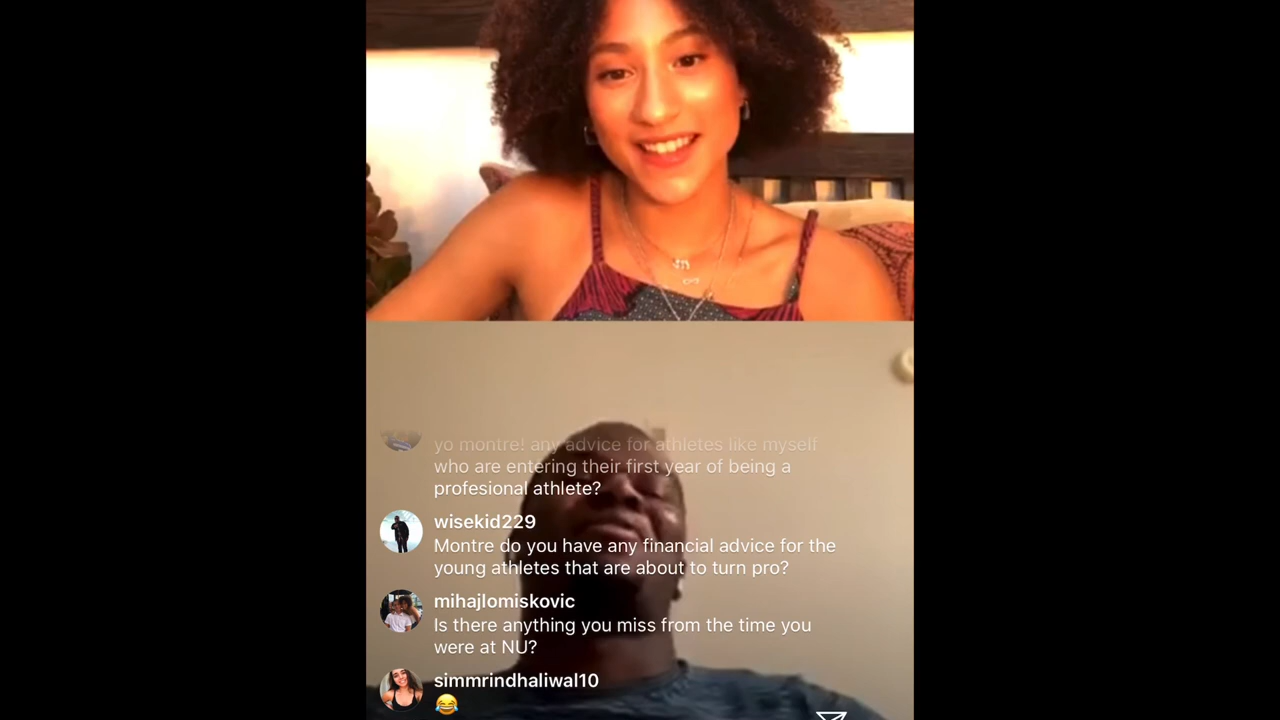 yo montre! any advice for athletes like myself
who are entering their first year of being a
profesional athlete?
wisekid229
Montre do you have any financial advice for the
young athletes that are about to turn pro?
mihajlomiskovic
Is there anything you miss from the time you
were at NU?
simmrindhaliwal10
😂